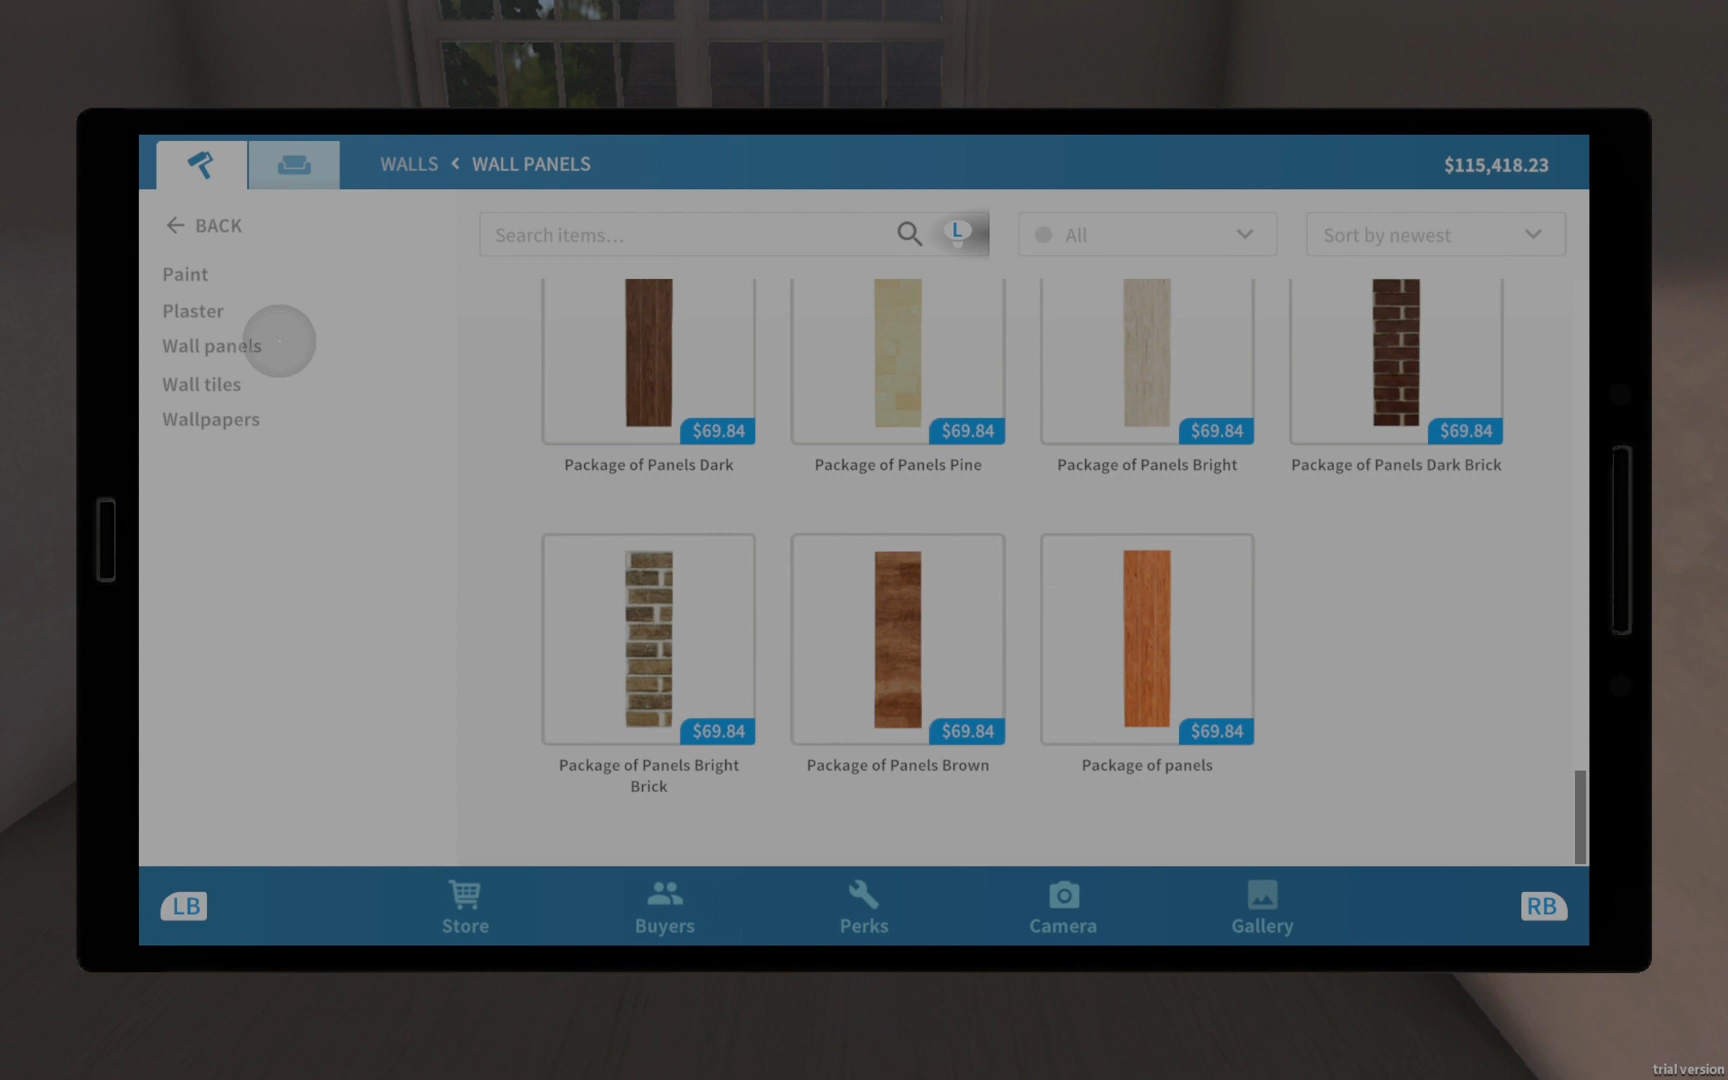 WALLS < WALL PANELS
$115,418.23
BACK
Search items...
L
All
Sort by newest
Paint
Plaster
Wall panels
Wall tiles
Wallpapers
$69.84
$69.84
$69.84
$69.84
Package of Panels Dark
Package of Panels Pine
Package of Panels Bright
Package of Panels Dark Brick
$69.84
$69.84
$69.84
Package of Panels Bright
Brick
Package of Panels Brown
Package of panels
LB
Store
Buyers
Perks
Camera
Gallery
RB
trial version